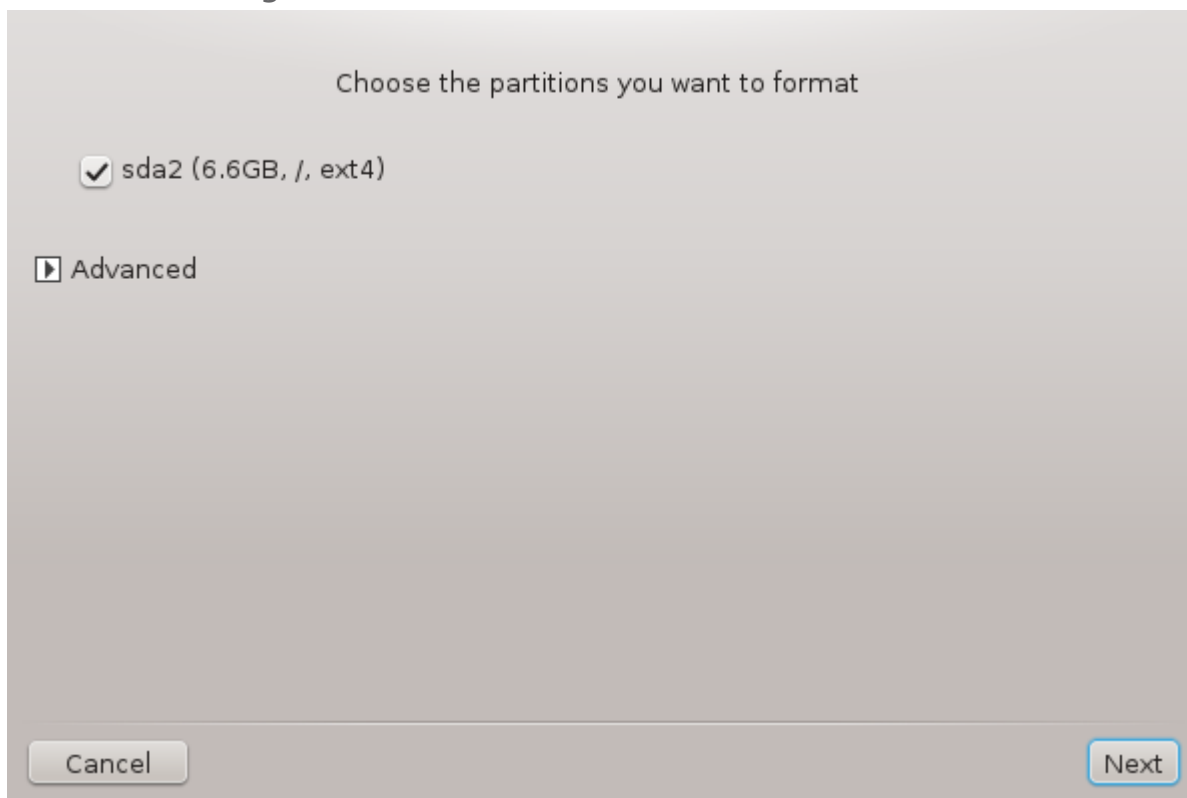 Choose the partitions you want to format
sda2 (6.6GB, /, ext4)
Advanced
Cancel
Next